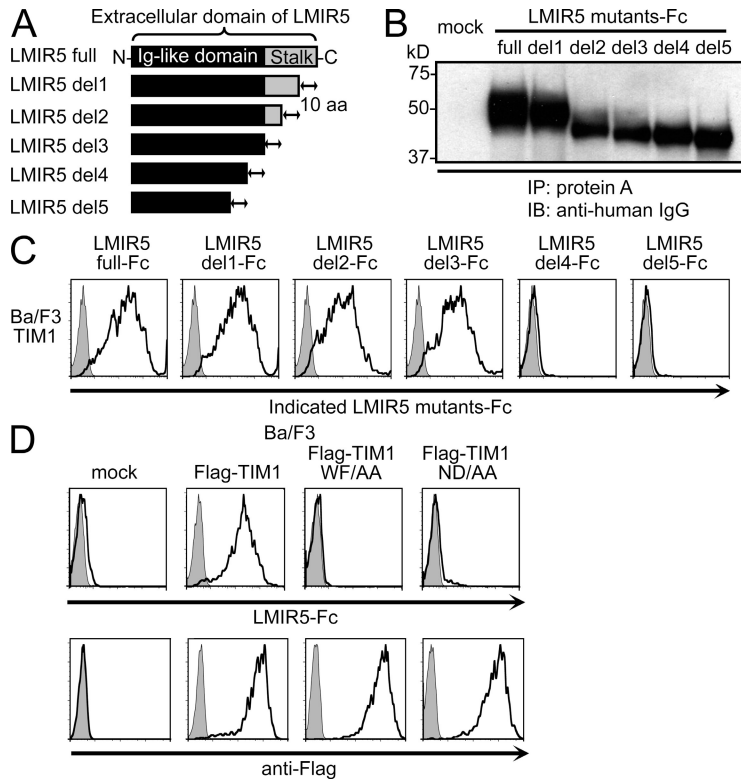 A
Extracellular domain of LMIR5
LMIR5 full N- Ig-like domain Stalk -C
LMIR5 del1
10 aa
LMIR5 del2
LMIR5 del3
LMIR5 del4
LMIR5 del5
B
mock LMIR5 mutants-Fc
kD full del1 del2 del3 del4 del5
75-
50-
37-
IP: protein A
IB: anti-human IgG
C
LMIR5 full-Fc
LMIR5 del1-Fc
LMIR5 del2-Fc
LMIR5 del3-Fc
LMIR5 del4-Fc
LMIR5 del5-Fc
Ba/F3
TIM1
Indicated LMIR5 mutants-Fc
D
Ba/F3
mock
Flag-TIM1
Flag-TIM1 WF/AA
Flag-TIM1 ND/AA
LMIR5-Fc
anti-Flag